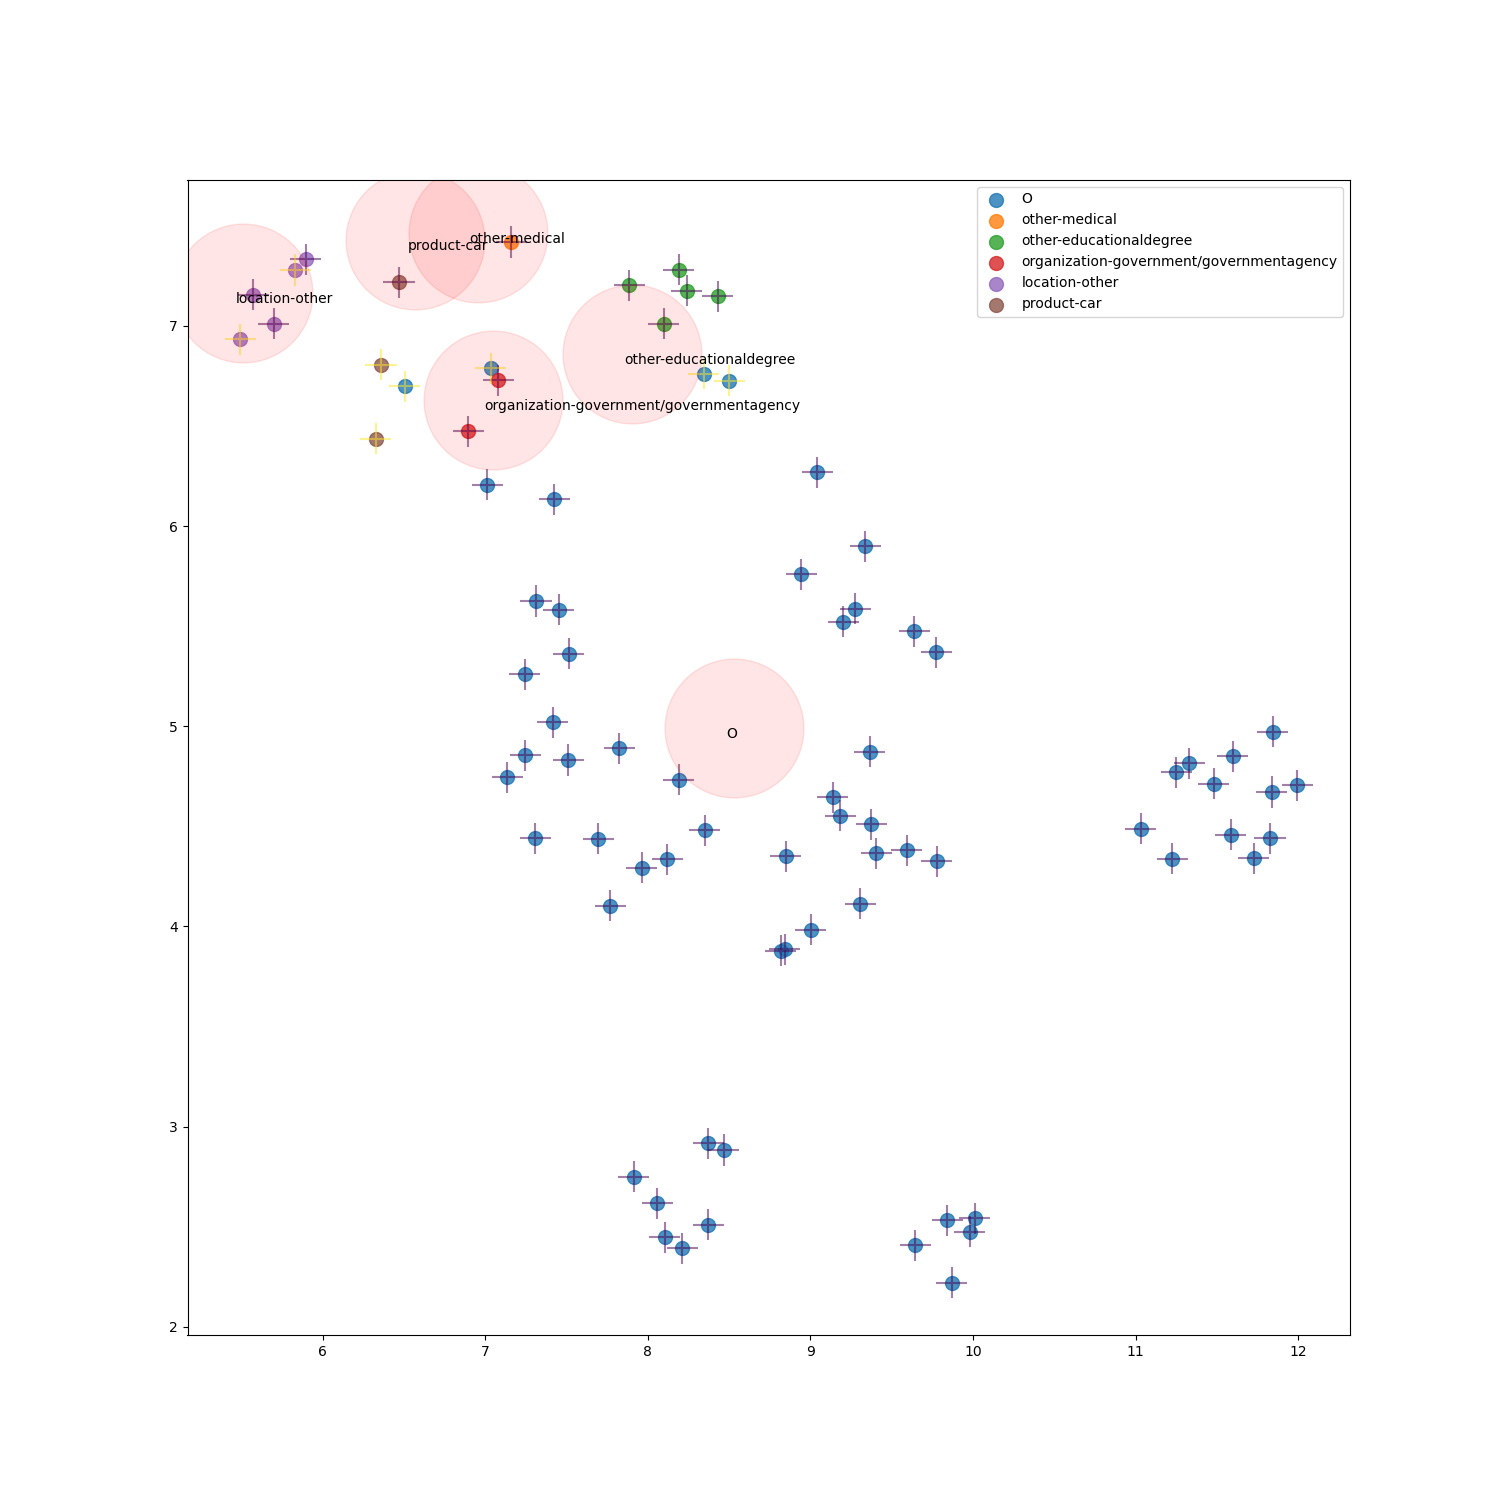 O
other-medical
other-educationaldegree
organization-government/governmentagency
location-other
product-car
other-medical
product-car
location-other
7
other-educationaldegree
organization-government/governmentagency
6
5
O
4
3
2
6 7 8 9 10 11 12